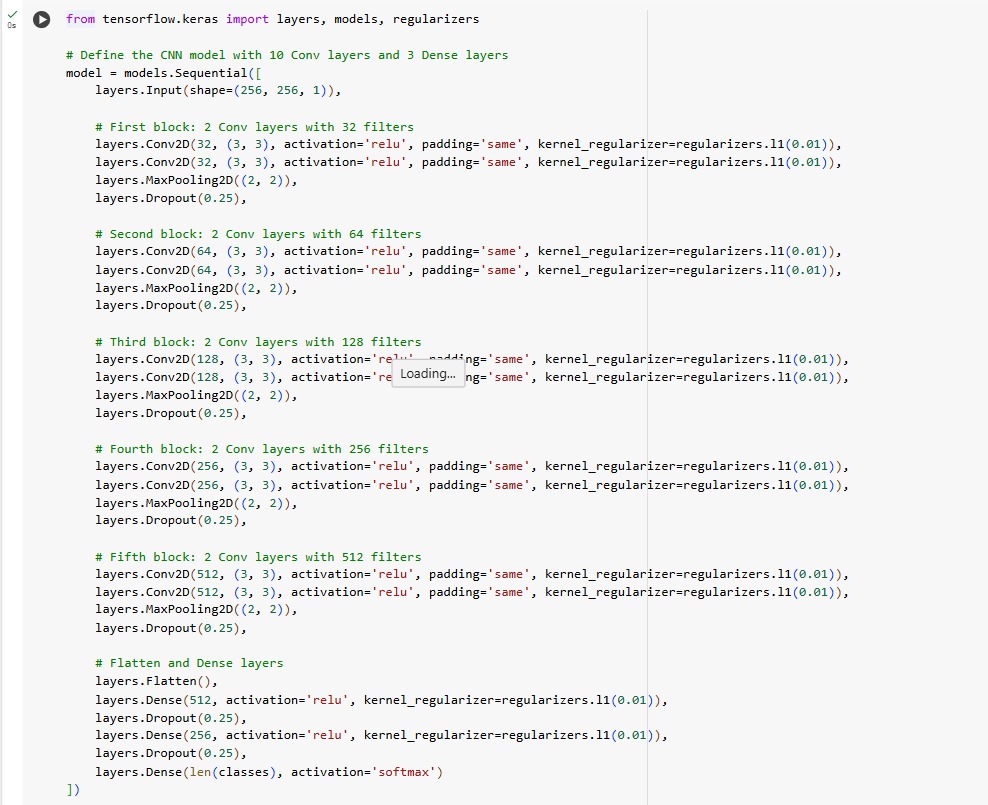 from tensorflow.keras import layers, models, regularizers
0s
# Define the CNN model with 10 Conv layers and 3 Dense layers
model = models.Sequential([
    layers.Input(shape=(256, 256, 1)),

    # First block: 2 Conv layers with 32 filters
    layers.Conv2D(32, (3, 3), activation='relu', padding='same', kernel_regularizer=regularizers.l1(0.01)),
    layers.Conv2D(32, (3, 3), activation='relu', padding='same', kernel_regularizer=regularizers.l1(0.01)),
    layers.MaxPooling2D((2, 2)),
    layers.Dropout(0.25),

    # Second block: 2 Conv layers with 64 filters
    layers.Conv2D(64, (3, 3), activation='relu', padding='same', kernel_regularizer=regularizers.l1(0.01)),
    layers.Conv2D(64, (3, 3), activation='relu', padding='same', kernel_regularizer=regularizers.l1(0.01)),
    layers.MaxPooling2D((2, 2)),
    layers.Dropout(0.25),

    # Third block: 2 Conv layers with 128 filters
    layers.Conv2D(128, (3, 3), activation='relu', padding='same', kernel_regularizer=regularizers.l1(0.01)),
    layers.Conv2D(128, (3, 3), activation='re Loading... ng='same', kernel_regularizer=regularizers.l1(0.01)),
    layers.MaxPooling2D((2, 2)),
    layers.Dropout(0.25),

    # Fourth block: 2 Conv layers with 256 filters
    layers.Conv2D(256, (3, 3), activation='relu', padding='same', kernel_regularizer=regularizers.l1(0.01)),
    layers.Conv2D(256, (3, 3), activation='relu', padding='same', kernel_regularizer=regularizers.l1(0.01)),
    layers.MaxPooling2D((2, 2)),
    layers.Dropout(0.25),

    # Fifth block: 2 Conv layers with 512 filters
    layers.Conv2D(512, (3, 3), activation='relu', padding='same', kernel_regularizer=regularizers.l1(0.01)),
    layers.Conv2D(512, (3, 3), activation='relu', padding='same', kernel_regularizer=regularizers.l1(0.01)),
    layers.MaxPooling2D((2, 2)),
    layers.Dropout(0.25),

    # Flatten and Dense layers
    layers.Flatten(),
    layers.Dense(512, activation='relu', kernel_regularizer=regularizers.l1(0.01)),
    layers.Dropout(0.25),
    layers.Dense(256, activation='relu', kernel_regularizer=regularizers.l1(0.01)),
    layers.Dropout(0.25),
    layers.Dense(len(classes), activation='softmax')
])